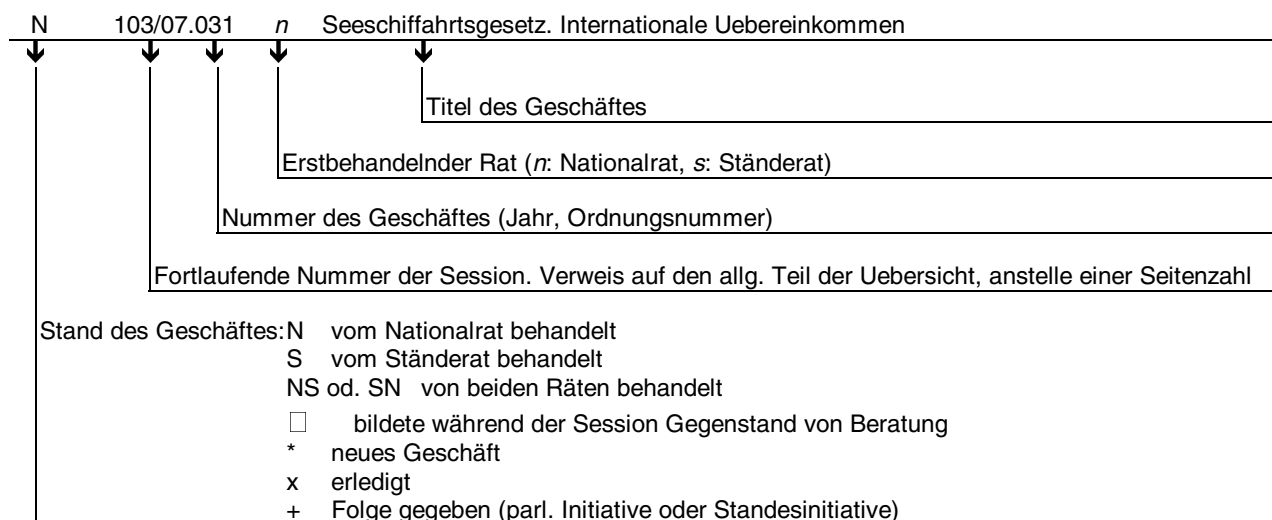 N 103/07.031 n Seeschiffahrtsgesetz. Internationale Uebereinkommen
Titel des Geschäftes
Erstbehandelnder Rat (n: Nationalrat, s: Ständerat)
Nummer des Geschäftes (Jahr, Ordnungsnummer)
Fortlaufende Nummer der Session. Verweis auf den allg. Teil der Uebersicht, anstelle einer Seitenzahl
Stand des Geschäftes: N vom Nationalrat behandelt
S vom Ständerat behandelt
NS od. SN von beiden Räten behandelt
□ bildete während der Session Gegenstand von Beratung
* neues Geschäft
x erledigt
+ Folge gegeben (parl. Initiative oder Standesinitiative)